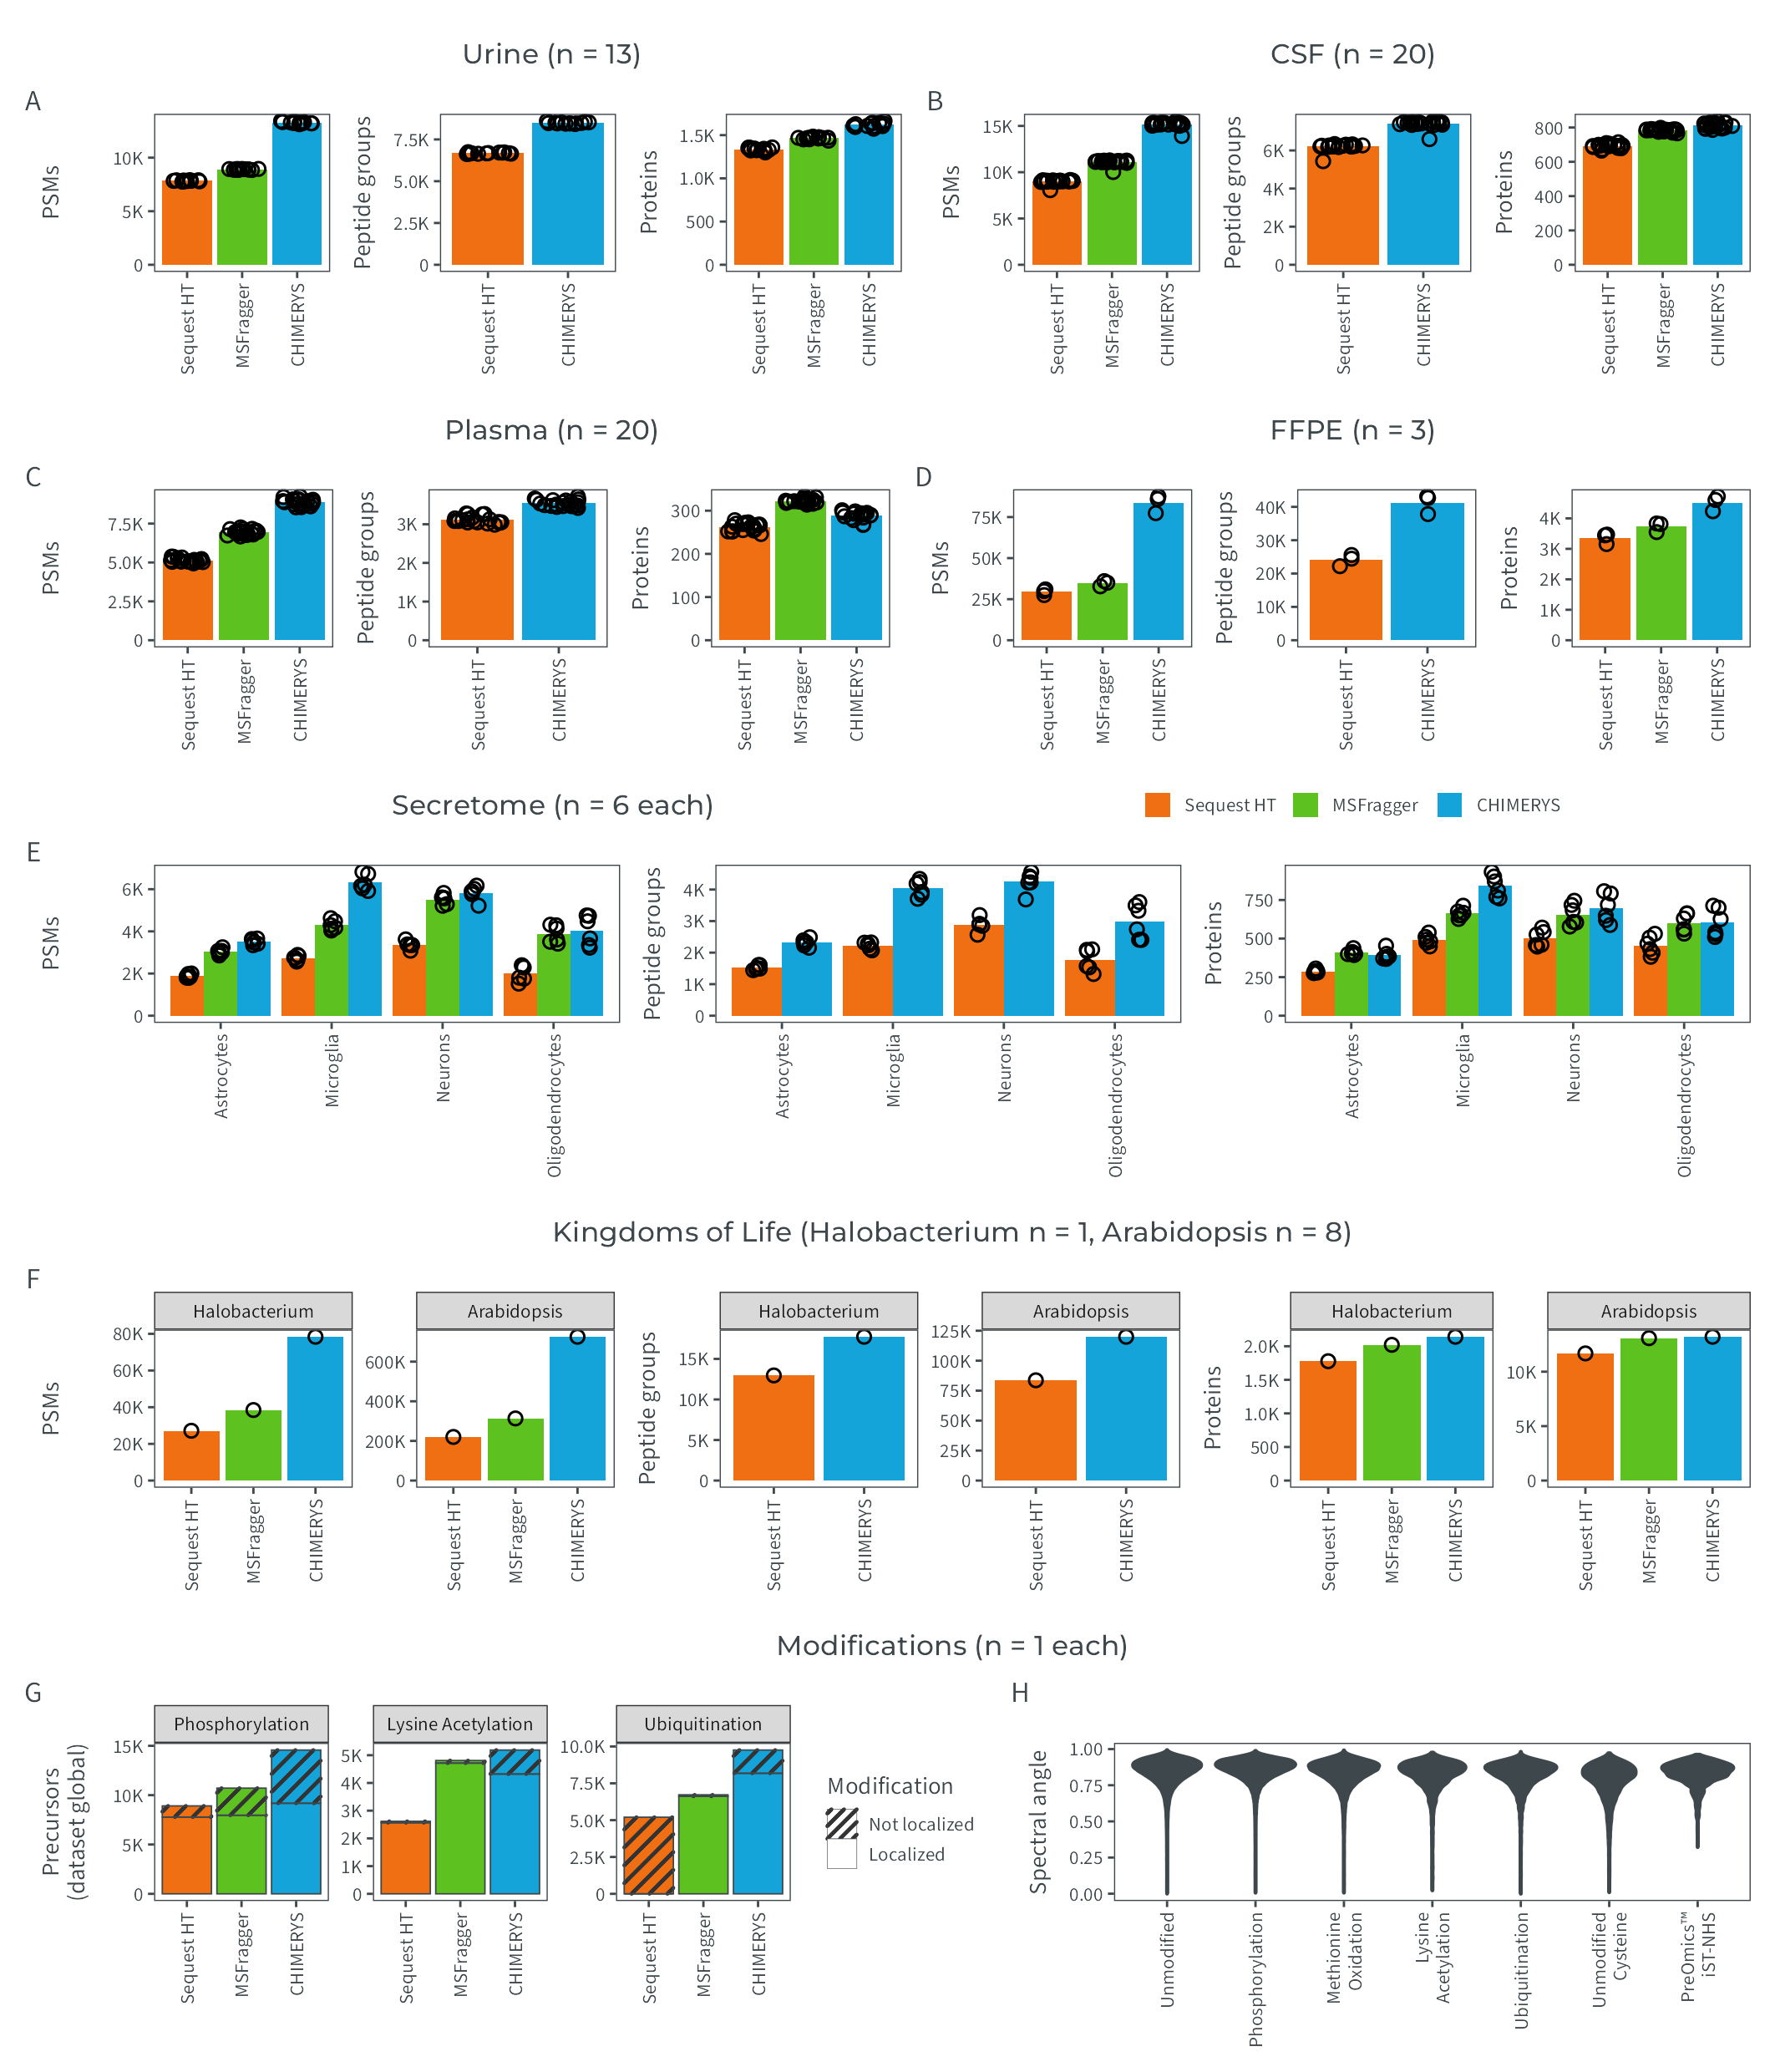 Urine (n = 13)
CSF (n = 20)
A
PSMs
10K
5K
0
Sequest HT
MSFragger
CHIMERYS
Peptide groups
7.5K
5.0K
2.5K
0
Sequest HT
CHIMERYS
Proteins
1.5K
1.0K
500
0
Sequest HT
MSFragger
CHIMERYS
B
PSMs
15K
10K
5K
0
Sequest HT
MSFragger
CHIMERYS
Peptide groups
6K
4K
2K
0
Sequest HT
CHIMERYS
Proteins
800
600
400
200
0
Sequest HT
MSFragger
CHIMERYS
Plasma (n = 20)
FFPE (n = 3)
C
PSMs
7.5K
5.0K
2.5K
0
Sequest HT
MSFragger
CHIMERYS
Peptide groups
3K
2K
1K
0
Sequest HT
CHIMERYS
Proteins
300
200
100
0
Sequest HT
MSFragger
CHIMERYS
D
PSMs
75K
50K
25K
0
Sequest HT
MSFragger
CHIMERYS
Peptide groups
40K
30K
20K
10K
0
Sequest HT
CHIMERYS
Proteins
4K
3K
2K
1K
0
Sequest HT
MSFragger
CHIMERYS
Secretome (n = 6 each)
Sequest HT
MSFragger
CHIMERYS
E
PSMs
6K
4K
2K
0
Astrocytes
Microglia
Neurons
Oligodendrocytes
Peptide groups
4K
3K
2K
1K
0
Astrocytes
Microglia
Neurons
Oligodendrocytes
Proteins
750
500
250
0
Astrocytes
Microglia
Neurons
Oligodendrocytes
Kingdoms of Life (Halobacterium n = 1, Arabidopsis n = 8)
F
PSMs
Halobacterium
80K
60K
40K
20K
0
Sequest HT
MSFragger
CHIMERYS
Arabidopsis
600K
400K
200K
0
Sequest HT
MSFragger
CHIMERYS
Peptide groups
Halobacterium
15K
10K
5K
0
Sequest HT
CHIMERYS
Arabidopsis
125K
100K
75K
50K
25K
0
Sequest HT
CHIMERYS
Proteins
Halobacterium
2.0K
1.5K
1.0K
500
0
Sequest HT
MSFragger
CHIMERYS
Arabidopsis
10K
5K
0
Sequest HT
MSFragger
CHIMERYS
Modifications (n = 1 each)
G
Precursors
(dataset global)
Phosphorylation
15K
10K
5K
0
Sequest HT
MSFragger
CHIMERYS
Lysine Acetylation
5K
4K
3K
2K
1K
0
Sequest HT
MSFragger
CHIMERYS
Ubiquitination
10.0K
7.5K
5.0K
2.5K
0
Sequest HT
MSFragger
CHIMERYS
Modification
Not localized
Localized
H
Spectral angle
1.00
0.75
0.50
0.25
0.00
Unmodified
Phosphorylation
Methionine
Oxidation
Lysine
Acetylation
Ubiquitination
Unmodified
Cysteine
PreOmics™
iST-NHS